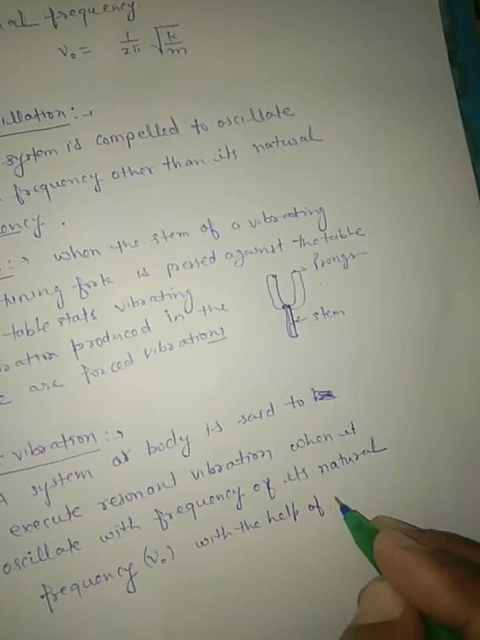 al frequency
ν₀ = 1/2π √k/m
illation :→
system is compelled to oscillate
frequency other than its natural
ency.
:→ when the stem of a vibrating
tuning fork is pressed against the table
Prongs
table stats vibrating
stem
ration produced in the
are forced vibrations
vibration :→
A system or body is said to
execute resonant vibration when it
oscillate with frequency of its natural
frequency (ν₀) with the help of